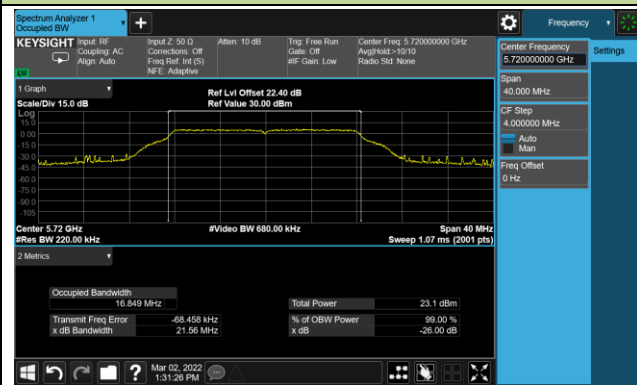 Spectrum Analyzer 1
Occupied BW
Frequency
KEYSIGHT
Input: RF
Coupling: AC
Align: Auto
Input Z: 50 Ω
Corrections: Off
Freq Ref: Int (S)
NFE: Adaptive
Atten: 10 dB
Trig: Free Run
Gate: Off
#IF Gain: Low
Center Freq: 5.720000000 GHz
Avg|Hold:>10/10
Radio Std: None
Center Frequency
5.720000000 GHz
Settings
Span
40.000 MHz
CF Step
4.000000 MHz
Auto
Man
Freq Offset
0 Hz
1 Graph
Scale/Div 15.0 dB
Ref Lvl Offset 22.40 dB
Ref Value 30.00 dBm
Log
15.0
0.00
-15.0
-30.0
-45.0
-60.0
-75.0
-90.0
-105
Center 5.72 GHz
#Res BW 220.00 kHz
#Video BW 680.00 kHz
Span 40 MHz
Sweep 1.07 ms (2001 pts)
2 Metrics
Occupied Bandwidth
16.849 MHz
Total Power 23.1 dBm
Transmit Freq Error -68.458 kHz
% of OBW Power 99.00 %
x dB Bandwidth 21.56 MHz
x dB -26.00 dB
Mar 02, 2022
1:31:26 PM